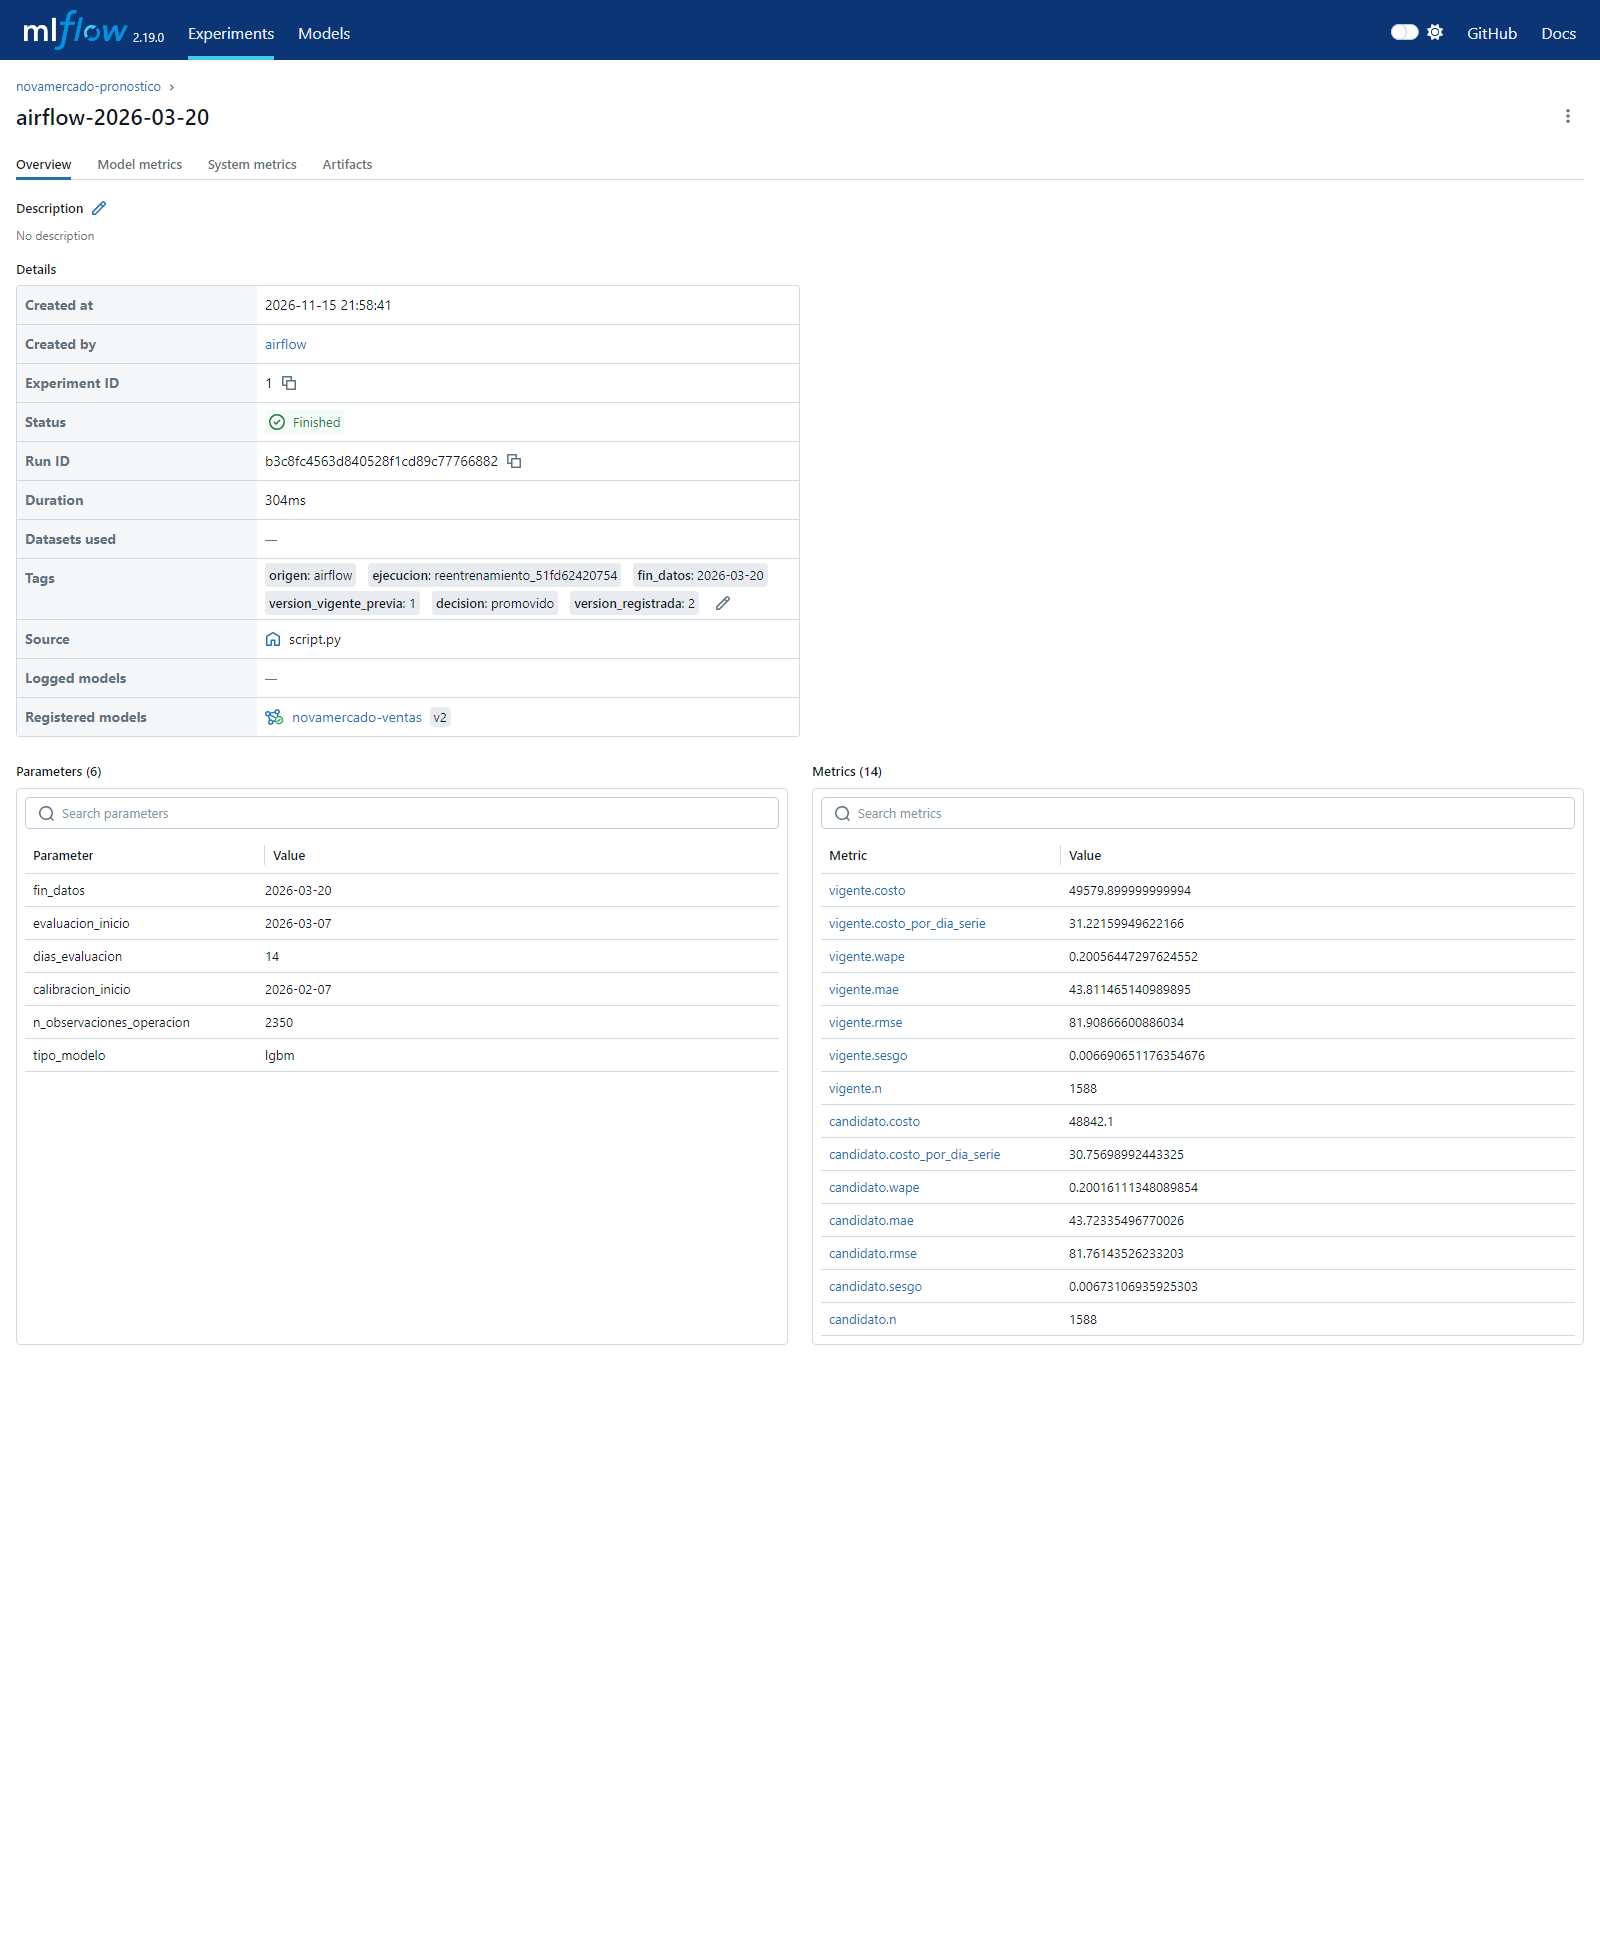 mlflow 2.19.0 Experiments Models GitHub Docs
novamercado-pronostico
airflow-2026-03-20
Overview Model metrics System metrics Artifacts
Description
No description
Details
Created at 2026-11-15 21:58:41
Created by airflow
Experiment ID 1
Status Finished
Run ID b3c8fc4563d840528f1cd89c77766882
Duration 304ms
Datasets used —
Tags origen: airflow ejecucion: reentrenamiento_51fd62420754 fin_datos: 2026-03-20
version_vigente_previa: 1 decision: promovido version_registrada: 2
Source script.py
Logged models —
Registered models novamercado-ventas v2
Parameters (6)
Search parameters
Parameter Value
fin_datos 2026-03-20
evaluacion_inicio 2026-03-07
dias_evaluacion 14
calibracion_inicio 2026-02-07
n_observaciones_operacion 2350
tipo_modelo lgbm
Metrics (14)
Search metrics
Metric Value
vigente.costo 49579.899999999994
vigente.costo_por_dia_serie 31.22159949622166
vigente.wape 0.20056447297624552
vigente.mae 43.811465140989895
vigente.rmse 81.90866600886034
vigente.sesgo 0.006690651176354676
vigente.n 1588
candidato.costo 48842.1
candidato.costo_por_dia_serie 30.75698992443325
candidato.wape 0.20016111348089854
candidato.mae 43.72335496770026
candidato.rmse 81.76143526233203
candidato.sesgo 0.00673106935925303
candidato.n 1588